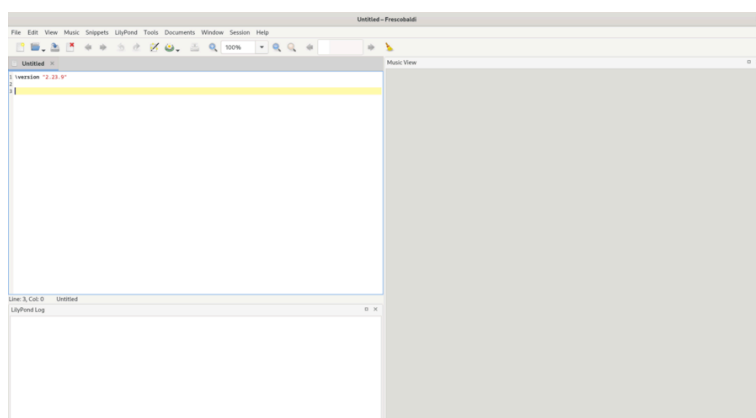 Untitled – Frescobaldi
File Edit View Music Snippets LilyPond Tools Documents Window Session Help
100%
Untitled ×
Music View
1 \version "2.23.9"
2
3
Line: 3, Col: 0 Untitled
LilyPond Log